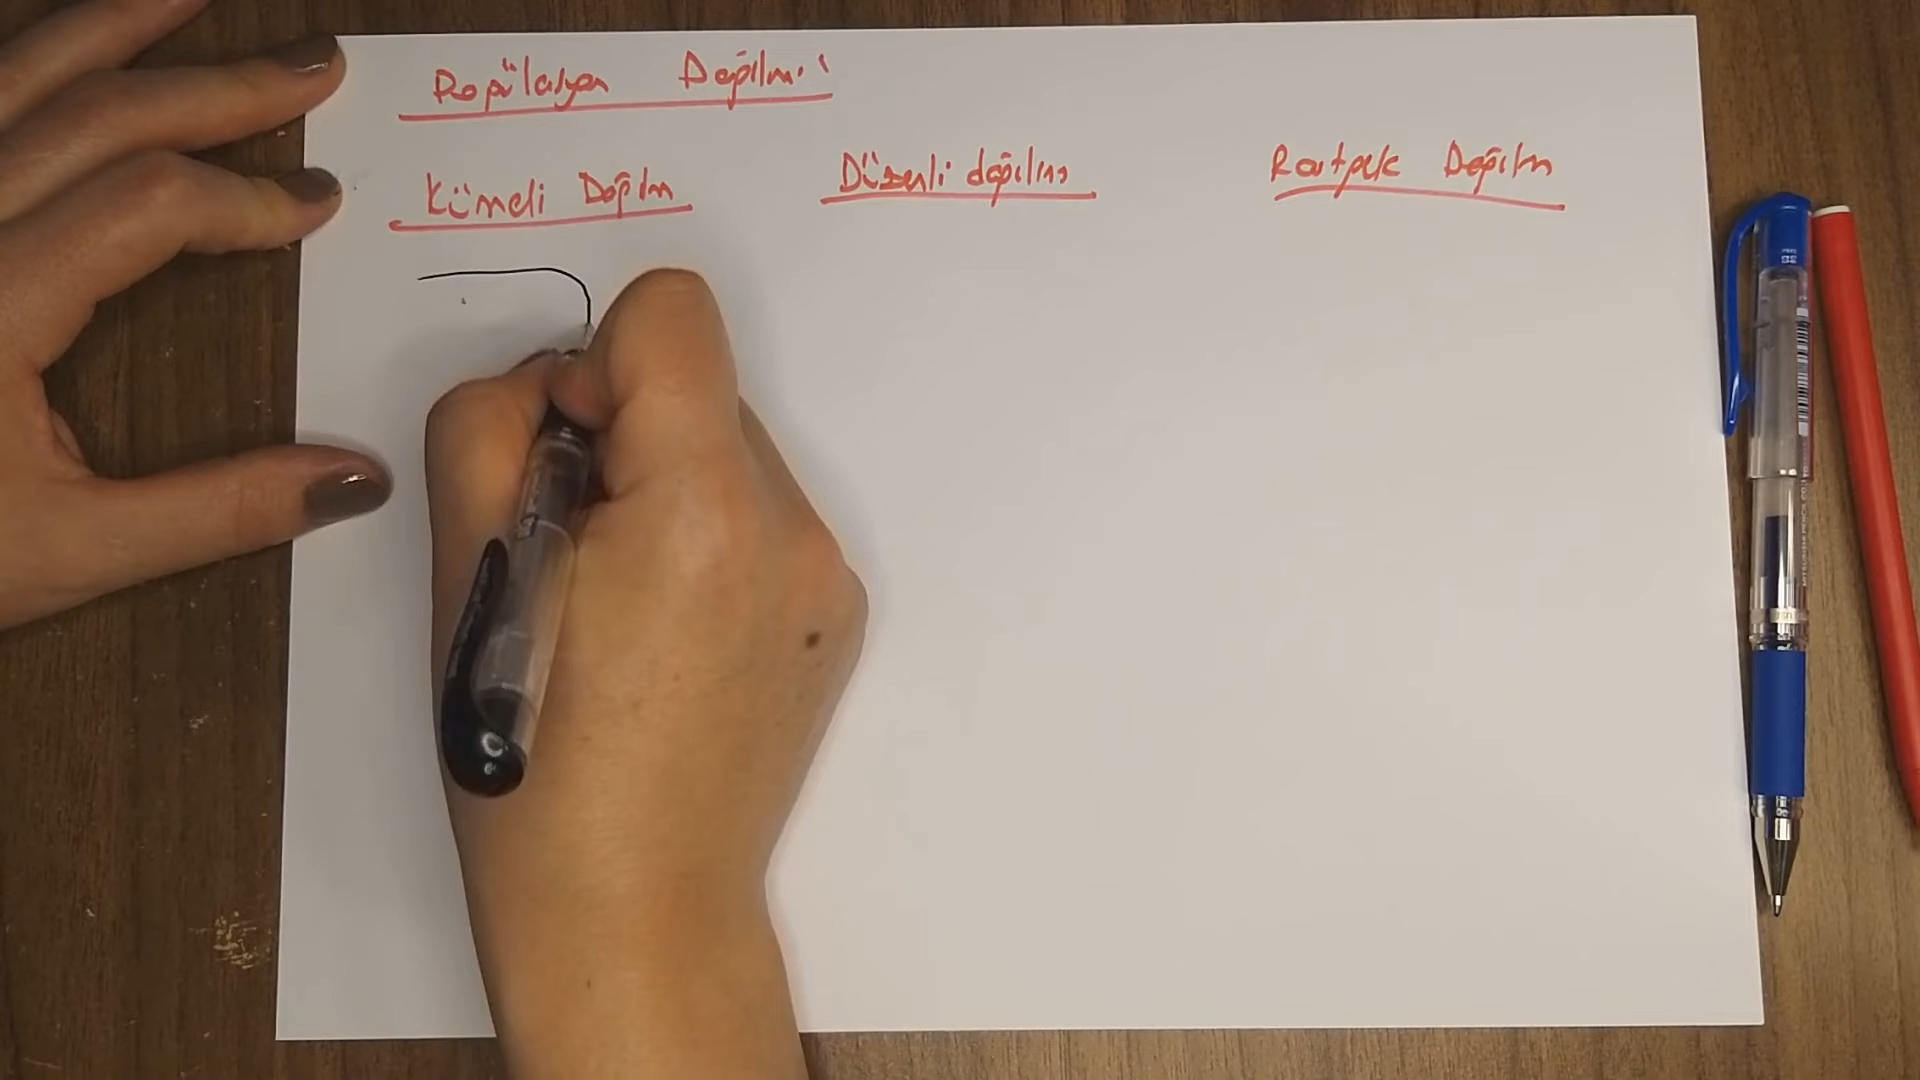 Popülasyon Dağılımı
Kümeli Dağılım
Düzenli dağılım
Rastgele Dağılım